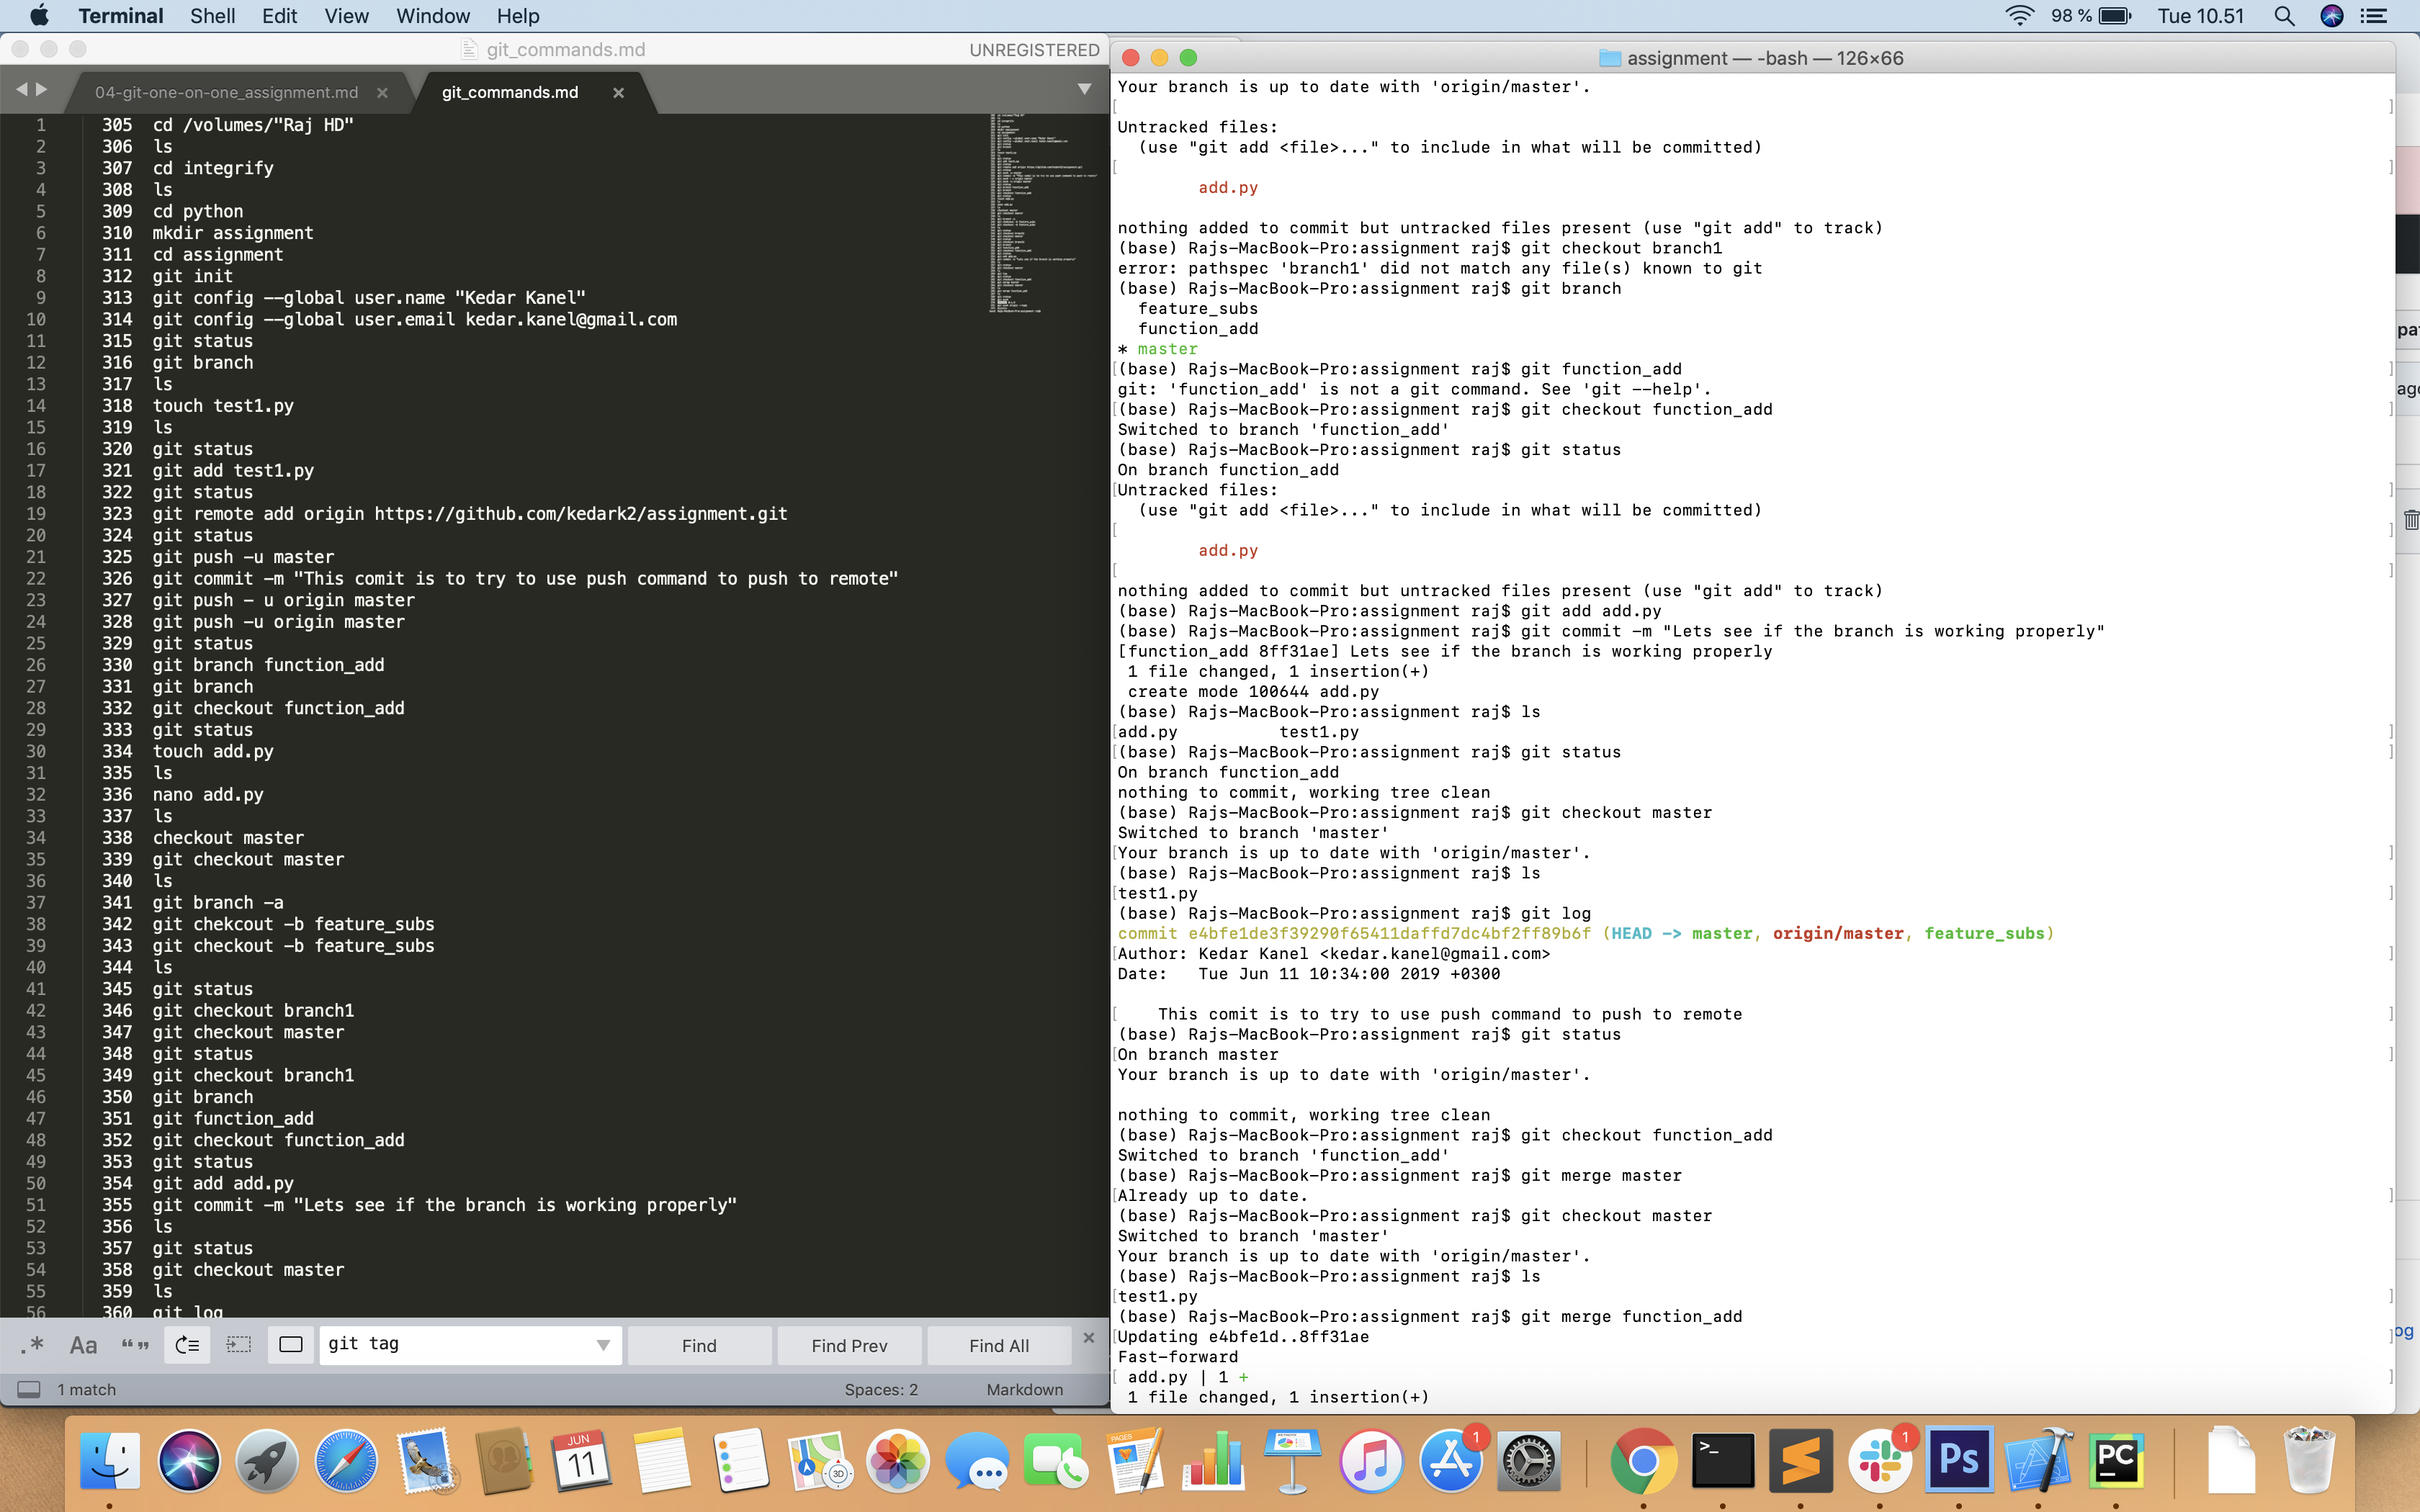 Terminal Shell Edit View Window Help 98 % Tue 10.51
git_commands.md UNREGISTERED
04-git-one-on-one_assignment.md × git_commands.md ×
1 305 cd /volumes/"Raj HD"
2 306 ls
3 307 cd integrify
4 308 ls
5 309 cd python
6 310 mkdir assignment
7 311 cd assignment
8 312 git init
9 313 git config --global user.name "Kedar Kanel"
10 314 git config --global user.email kedar.kanel@gmail.com
11 315 git status
12 316 git branch
13 317 ls
14 318 touch test1.py
15 319 ls
16 320 git status
17 321 git add test1.py
18 322 git status
19 323 git remote add origin https://github.com/kedark2/assignment.git
20 324 git status
21 325 git push -u master
22 326 git commit -m "This comit is to try to use push command to push to remote"
23 327 git push - u origin master
24 328 git push -u origin master
25 329 git status
26 330 git branch function_add
27 331 git branch
28 332 git checkout function_add
29 333 git status
30 334 touch add.py
31 335 ls
32 336 nano add.py
33 337 ls
34 338 checkout master
35 339 git checkout master
36 340 ls
37 341 git branch -a
38 342 git chekcout -b feature_subs
39 343 git checkout -b feature_subs
40 344 ls
41 345 git status
42 346 git checkout branch1
43 347 git checkout master
44 348 git status
45 349 git checkout branch1
46 350 git branch
47 351 git function_add
48 352 git checkout function_add
49 353 git status
50 354 git add add.py
51 355 git commit -m "Lets see if the branch is working properly"
52 356 ls
53 357 git status
54 358 git checkout master
55 359 ls
56 360 git log
.* Aa “” git tag Find Find Prev Find All ×
1 match Spaces: 2 Markdown
assignment — -bash — 126×66
Your branch is up to date with 'origin/master'.
[ ]
Untracked files:
(use "git add <file>..." to include in what will be committed)
[ ]
add.py
nothing added to commit but untracked files present (use "git add" to track)
(base) Rajs-MacBook-Pro:assignment raj$ git checkout branch1
error: pathspec 'branch1' did not match any file(s) known to git
(base) Rajs-MacBook-Pro:assignment raj$ git branch
feature_subs
function_add
* master
[(base) Rajs-MacBook-Pro:assignment raj$ git function_add ]
git: 'function_add' is not a git command. See 'git --help'.
[(base) Rajs-MacBook-Pro:assignment raj$ git checkout function_add ]
Switched to branch 'function_add'
(base) Rajs-MacBook-Pro:assignment raj$ git status
On branch function_add
[Untracked files: ]
(use "git add <file>..." to include in what will be committed)
[ ]
add.py
[ ]
nothing added to commit but untracked files present (use "git add" to track)
(base) Rajs-MacBook-Pro:assignment raj$ git add add.py
(base) Rajs-MacBook-Pro:assignment raj$ git commit -m "Lets see if the branch is working properly"
[function_add 8ff31ae] Lets see if the branch is working properly
1 file changed, 1 insertion(+)
create mode 100644 add.py
(base) Rajs-MacBook-Pro:assignment raj$ ls
[add.py test1.py ]
[(base) Rajs-MacBook-Pro:assignment raj$ git status ]
On branch function_add
nothing to commit, working tree clean
(base) Rajs-MacBook-Pro:assignment raj$ git checkout master
Switched to branch 'master'
[Your branch is up to date with 'origin/master'. ]
(base) Rajs-MacBook-Pro:assignment raj$ ls
[test1.py ]
(base) Rajs-MacBook-Pro:assignment raj$ git log
commit e4bfe1de3f39290f65411daffd7dc4bf2ff89b6f (HEAD -> master, origin/master, feature_subs)
[Author: Kedar Kanel <kedar.kanel@gmail.com> ]
Date: Tue Jun 11 10:34:00 2019 +0300
[ This comit is to try to use push command to push to remote ]
(base) Rajs-MacBook-Pro:assignment raj$ git status
[On branch master ]
Your branch is up to date with 'origin/master'.
nothing to commit, working tree clean
(base) Rajs-MacBook-Pro:assignment raj$ git checkout function_add
Switched to branch 'function_add'
(base) Rajs-MacBook-Pro:assignment raj$ git merge master
[Already up to date. ]
(base) Rajs-MacBook-Pro:assignment raj$ git checkout master
Switched to branch 'master'
Your branch is up to date with 'origin/master'.
(base) Rajs-MacBook-Pro:assignment raj$ ls
[test1.py ]
(base) Rajs-MacBook-Pro:assignment raj$ git merge function_add
[Updating e4bfe1d..8ff31ae ]
Fast-forward
[ add.py | 1 + ]
1 file changed, 1 insertion(+)
pa
ago
og
JUN
11
3D
PAGES
1
>_
1
Ps
PC